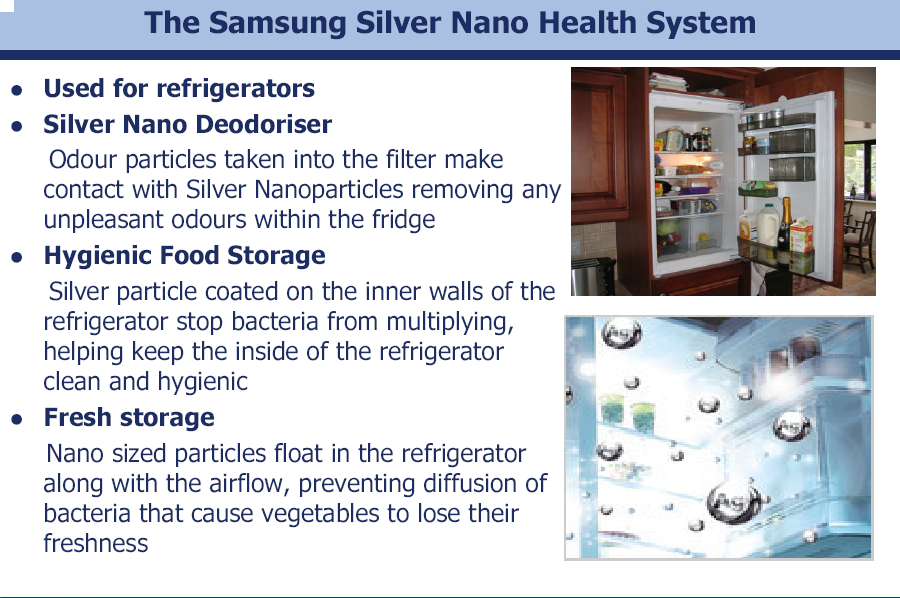 The Samsung Silver Nano Health System
● Used for refrigerators
● Silver Nano Deodoriser
Odour particles taken into the filter make
contact with Silver Nanoparticles removing any
unpleasant odours within the fridge
● Hygienic Food Storage
Silver particle coated on the inner walls of the
refrigerator stop bacteria from multiplying,
helping keep the inside of the refrigerator
clean and hygienic
● Fresh storage
Nano sized particles float in the refrigerator
along with the airflow, preventing diffusion of
bacteria that cause vegetables to lose their
freshness